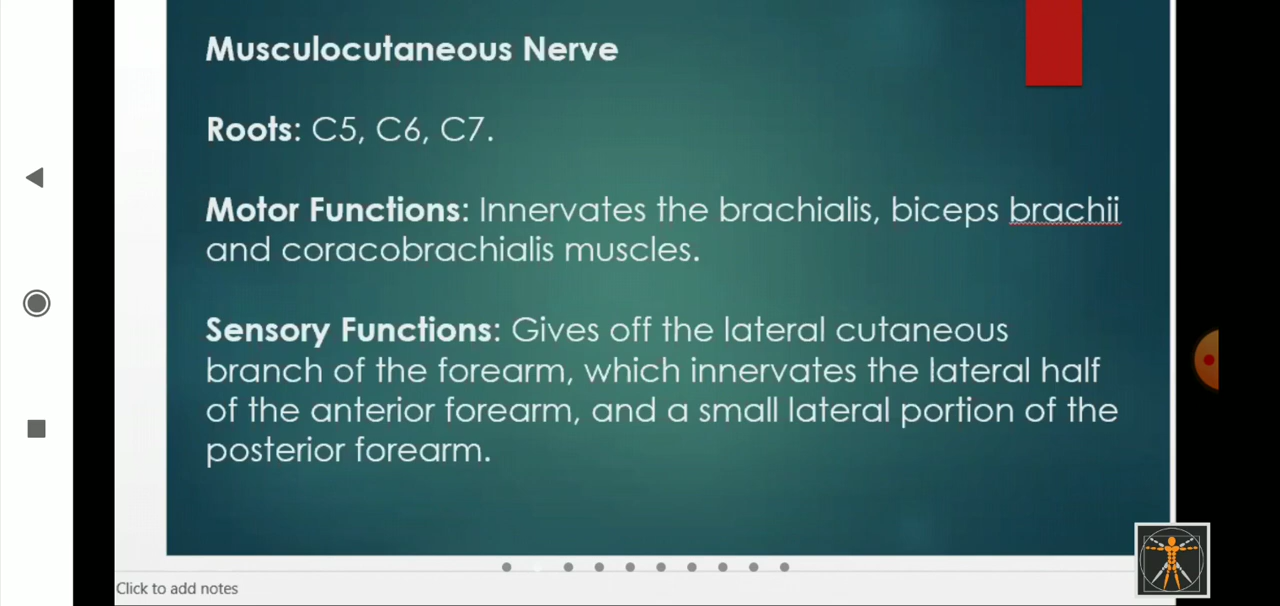 Musculocutaneous Nerve
Roots: C5, C6, C7.
Motor Functions: Innervates the brachialis, biceps brachii
and coracobrachialis muscles.
Sensory Functions: Gives off the lateral cutaneous
branch of the forearm, which innervates the lateral half
of the anterior forearm, and a small lateral portion of the
posterior forearm.
Click to add notes